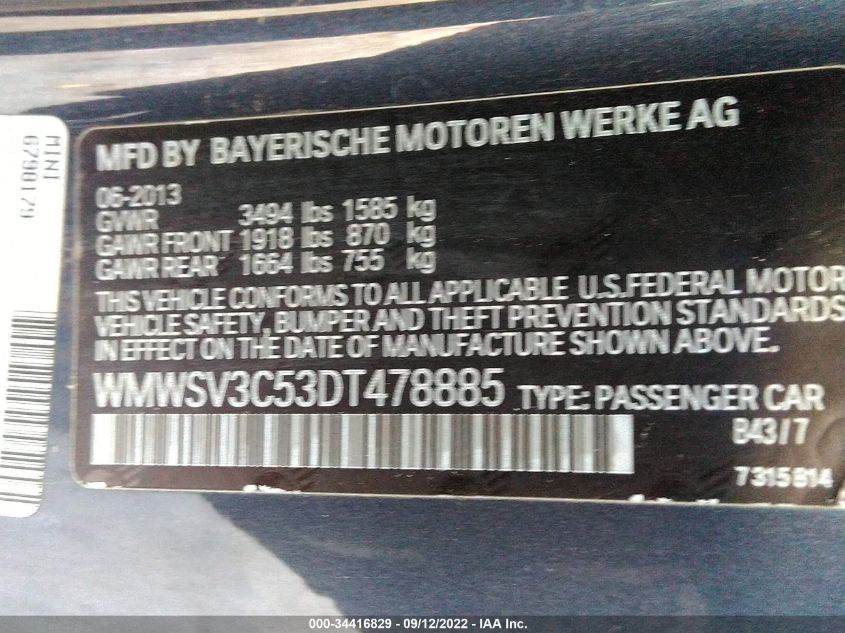 MINI
6790179
MFD BY BAYERISCHE MOTOREN WERKE AG
06-2013
GVWR 3494 lbs 1585 kg
GAWR FRONT 1918 lbs 870 kg
GAWR REAR 1664 lbs 755 kg
THIS VEHICLE CONFORMS TO ALL APPLICABLE U.S.FEDERAL MOTOR
VEHICLE SAFETY, BUMPER AND THEFT PREVENTION STANDARDS
IN EFFECT ON THE DATE OF MANUFACTURE SHOWN ABOVE.
WMWSV3C53DT478885 TYPE: PASSENGER CAR
B43/7
7315814
000-34416829 - 09/12/2022 - IAA Inc.